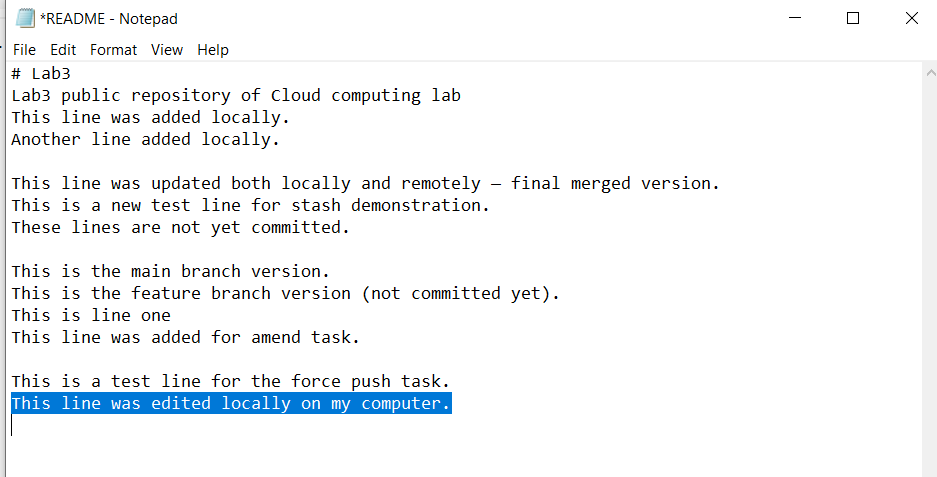 *README - Notepad
File Edit Format View Help
# Lab3
Lab3 public repository of Cloud computing lab
This line was added locally.
Another line added locally.
This line was updated both locally and remotely — final merged version.
This is a new test line for stash demonstration.
These lines are not yet committed.
This is the main branch version.
This is the feature branch version (not committed yet).
This is line one
This line was added for amend task.
This is a test line for the force push task.
This line was edited locally on my computer.